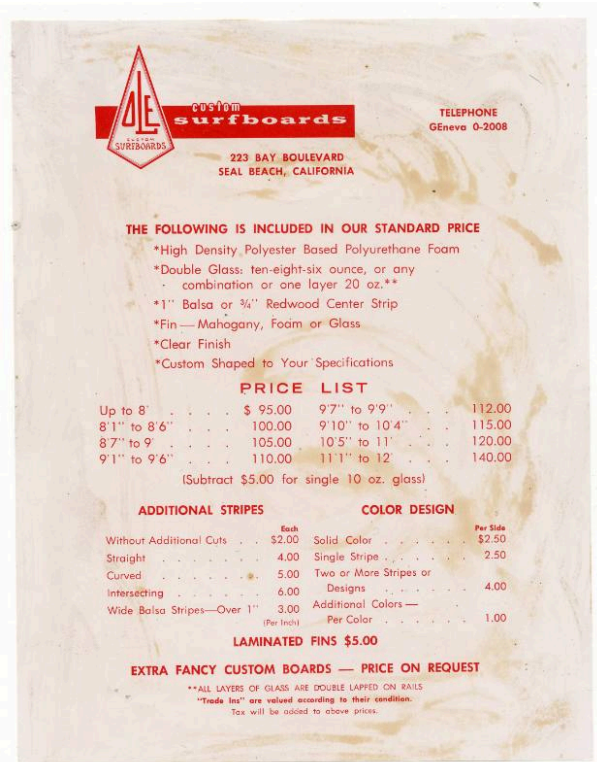 OLE
CUSTOM
SURFBOARDS
custom
surfboards
TELEPHONE
GEneva 0-2008
223 BAY BOULEVARD
SEAL BEACH, CALIFORNIA
THE FOLLOWING IS INCLUDED IN OUR STANDARD PRICE
*High Density Polyester Based Polyurethane Foam
*Double Glass: ten-eight-six ounce, or any
combination or one layer 20 oz.**
*1" Balsa or ¾" Redwood Center Strip
*Fin — Mahogany, Foam or Glass
*Clear Finish
*Custom Shaped to Your Specifications
PRICE LIST
Up to 8' . . . . $ 95.00 9'7" to 9'9" . . . 112.00
8'1" to 8'6" . . . 100.00 9'10" to 10'4" . . . 115.00
8'7" to 9' . . . . 105.00 10'5" to 11' . . . 120.00
9'1" to 9'6" . . . 110.00 11'1" to 12' . . . 140.00
(Subtract $5.00 for single 10 oz. glass)
ADDITIONAL STRIPES
Each
Without Additional Cuts . . $2.00
Straight . . . . . . 4.00
Curved . . . . . . 5.00
Intersecting . . . . . 6.00
Wide Balsa Stripes—Over 1" 3.00
(Per Inch)
COLOR DESIGN
Per Side
Solid Color . . . . . . $2.50
Single Stripe . . . . . . 2.50
Two or More Stripes or
Designs . . . . . . 4.00
Additional Colors —
Per Color . . . . . . 1.00
LAMINATED FINS $5.00
EXTRA FANCY CUSTOM BOARDS — PRICE ON REQUEST
**ALL LAYERS OF GLASS ARE DOUBLE LAPPED ON RAILS
"Trade Ins" are valued according to their condition.
Tax will be added to above prices.